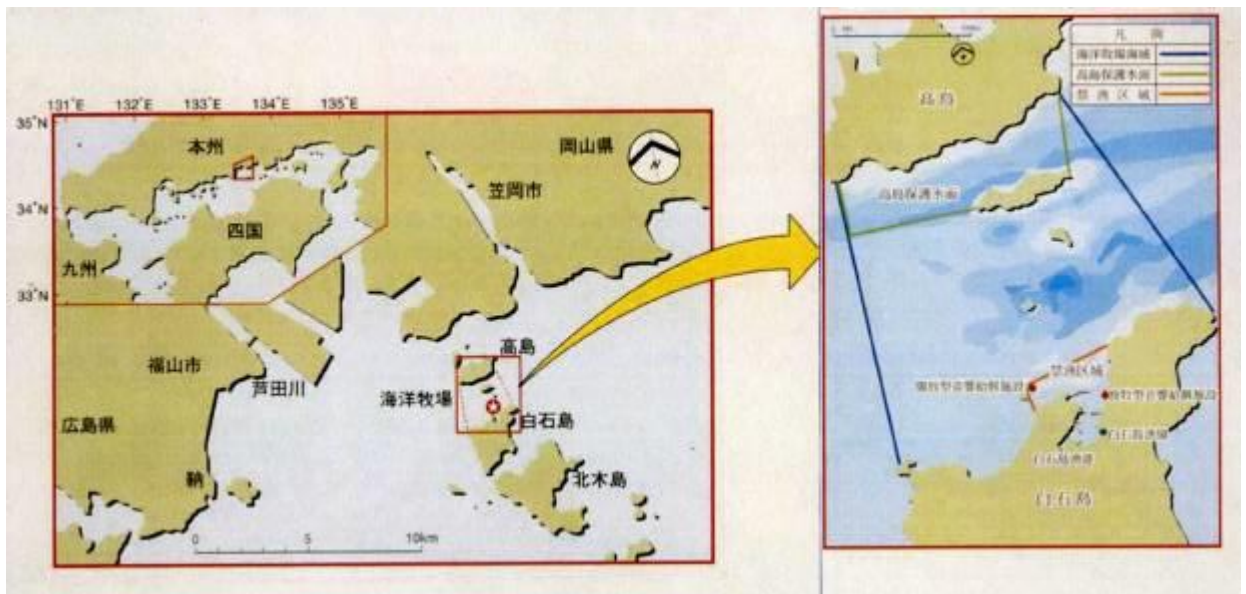 131°E 132°E 133°E 134°E 135°E
35°N
34°N
33°N
本州
四国
九州
岡山県
笠岡市
N
福山市
芦田川
広島県
鞆
高島
海洋牧場
白石島
北木島
0 5 10km
凡例
海洋牧場海域
高島保護水面
禁漁区域
高島
高島保護水面
禁漁区域
白石島漁港
白石島